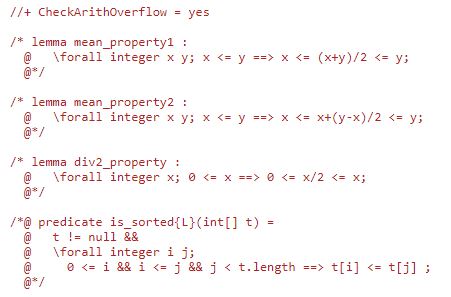 //+ CheckArithOverflow = yes
/* lemma mean_property1 :
@ \forall integer x y; x <= y ==> x <= (x+y)/2 <= y;
@*/
/* lemma mean_property2 :
@ \forall integer x y; x <= y ==> x <= x+(y-x)/2 <= y;
@*/
/* lemma div2_property :
@ \forall integer x; 0 <= x ==> 0 <= x/2 <= x;
@*/
/*@ predicate is_sorted{L}(int[] t) =
@ t != null &&
@ \forall integer i j;
@ 0 <= i && i <= j && j < t.length ==> t[i] <= t[j] ;
@*/